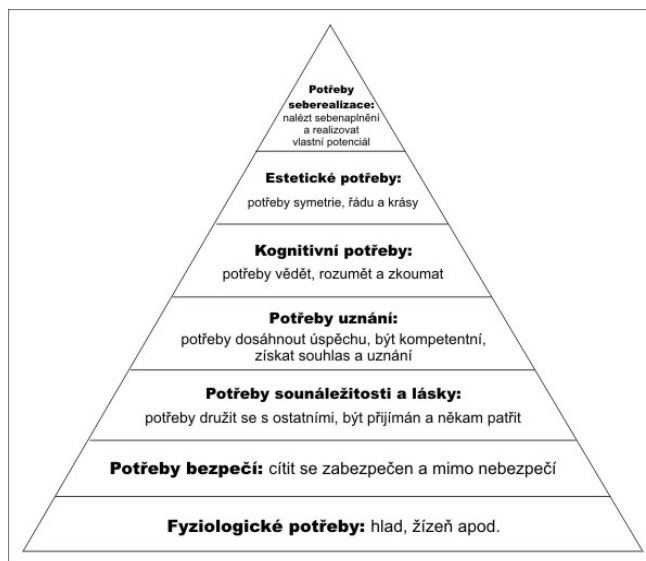 Potřeby
seberealizace:
nalézt sebenaplnění
a realizovat
vlastní potenciál
Estetické potřeby:
potřeby symetrie, řádu a krásy
Kognitivní potřeby:
potřeby vědět, rozumět a zkoumat
Potřeby uznání:
potřeby dosáhnout úspěchu, být kompetentní,
získat souhlas a uznání
Potřeby sounáležitosti a lásky:
potřeby družit se s ostatními, být přijímán a někam patřit
Potřeby bezpečí: cítit se zabezpečen a mimo nebezpečí
Fyziologické potřeby: hlad, žízeň apod.